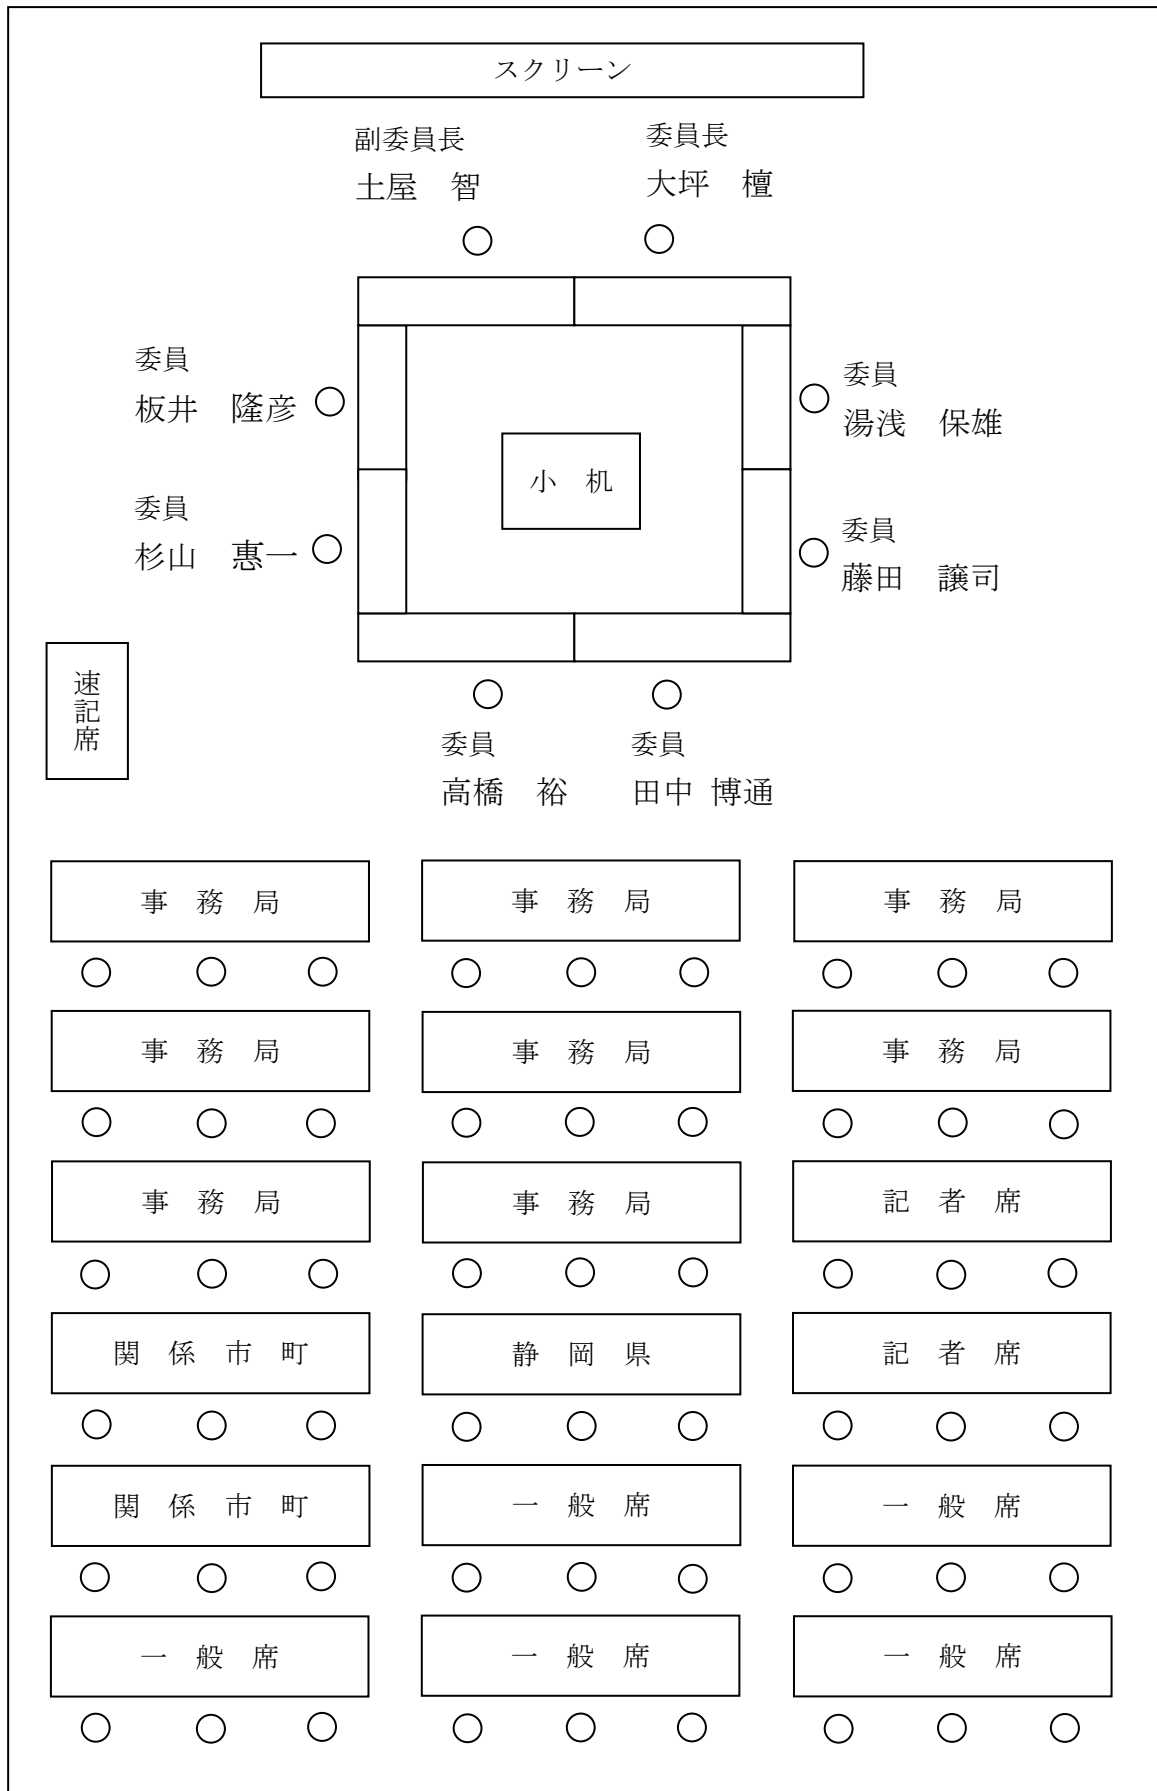 スクリーン
副委員長
土屋　智
委員長
大坪　檀
委員
板井　隆彦
委員
湯浅　保雄
小　机
委員
杉山　惠一
委員
藤田　譲司
速記席
委員
高橋　裕
委員
田中 博通
事　務　局
事　務　局
事　務　局
事　務　局
事　務　局
事　務　局
事　務　局
事　務　局
記　者　席
関　係　市　町
静　岡　県
記　者　席
関　係　市　町
一　般　席
一　般　席
一　般　席
一　般　席
一　般　席